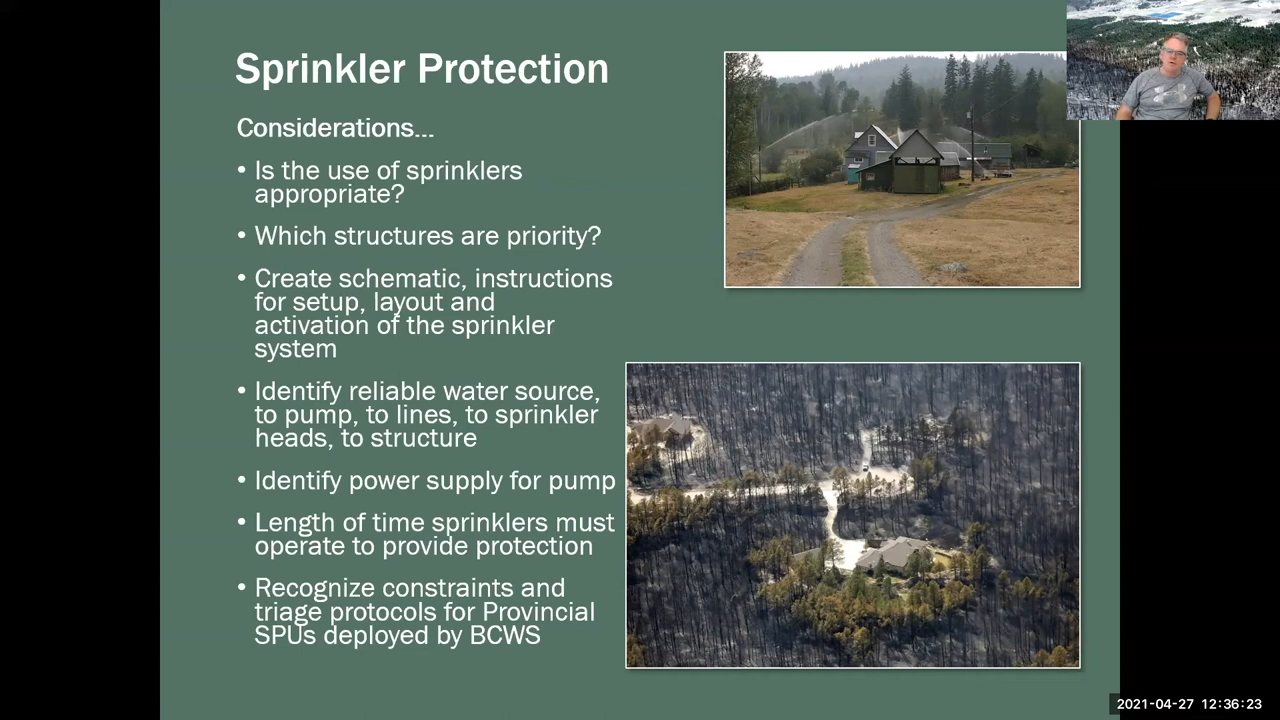 Sprinkler Protection
Considerations...
• Is the use of sprinklers
appropriate?
• Which structures are priority?
• Create schematic, instructions
for setup, layout and
activation of the sprinkler
system
• Identify reliable water source,
to pump, to lines, to sprinkler
heads, to structure
• Identify power supply for pump
• Length of time sprinklers must
operate to provide protection
• Recognize constraints and
triage protocols for Provincial
SPUs deployed by BCWS
2021-04-27 12:36:23